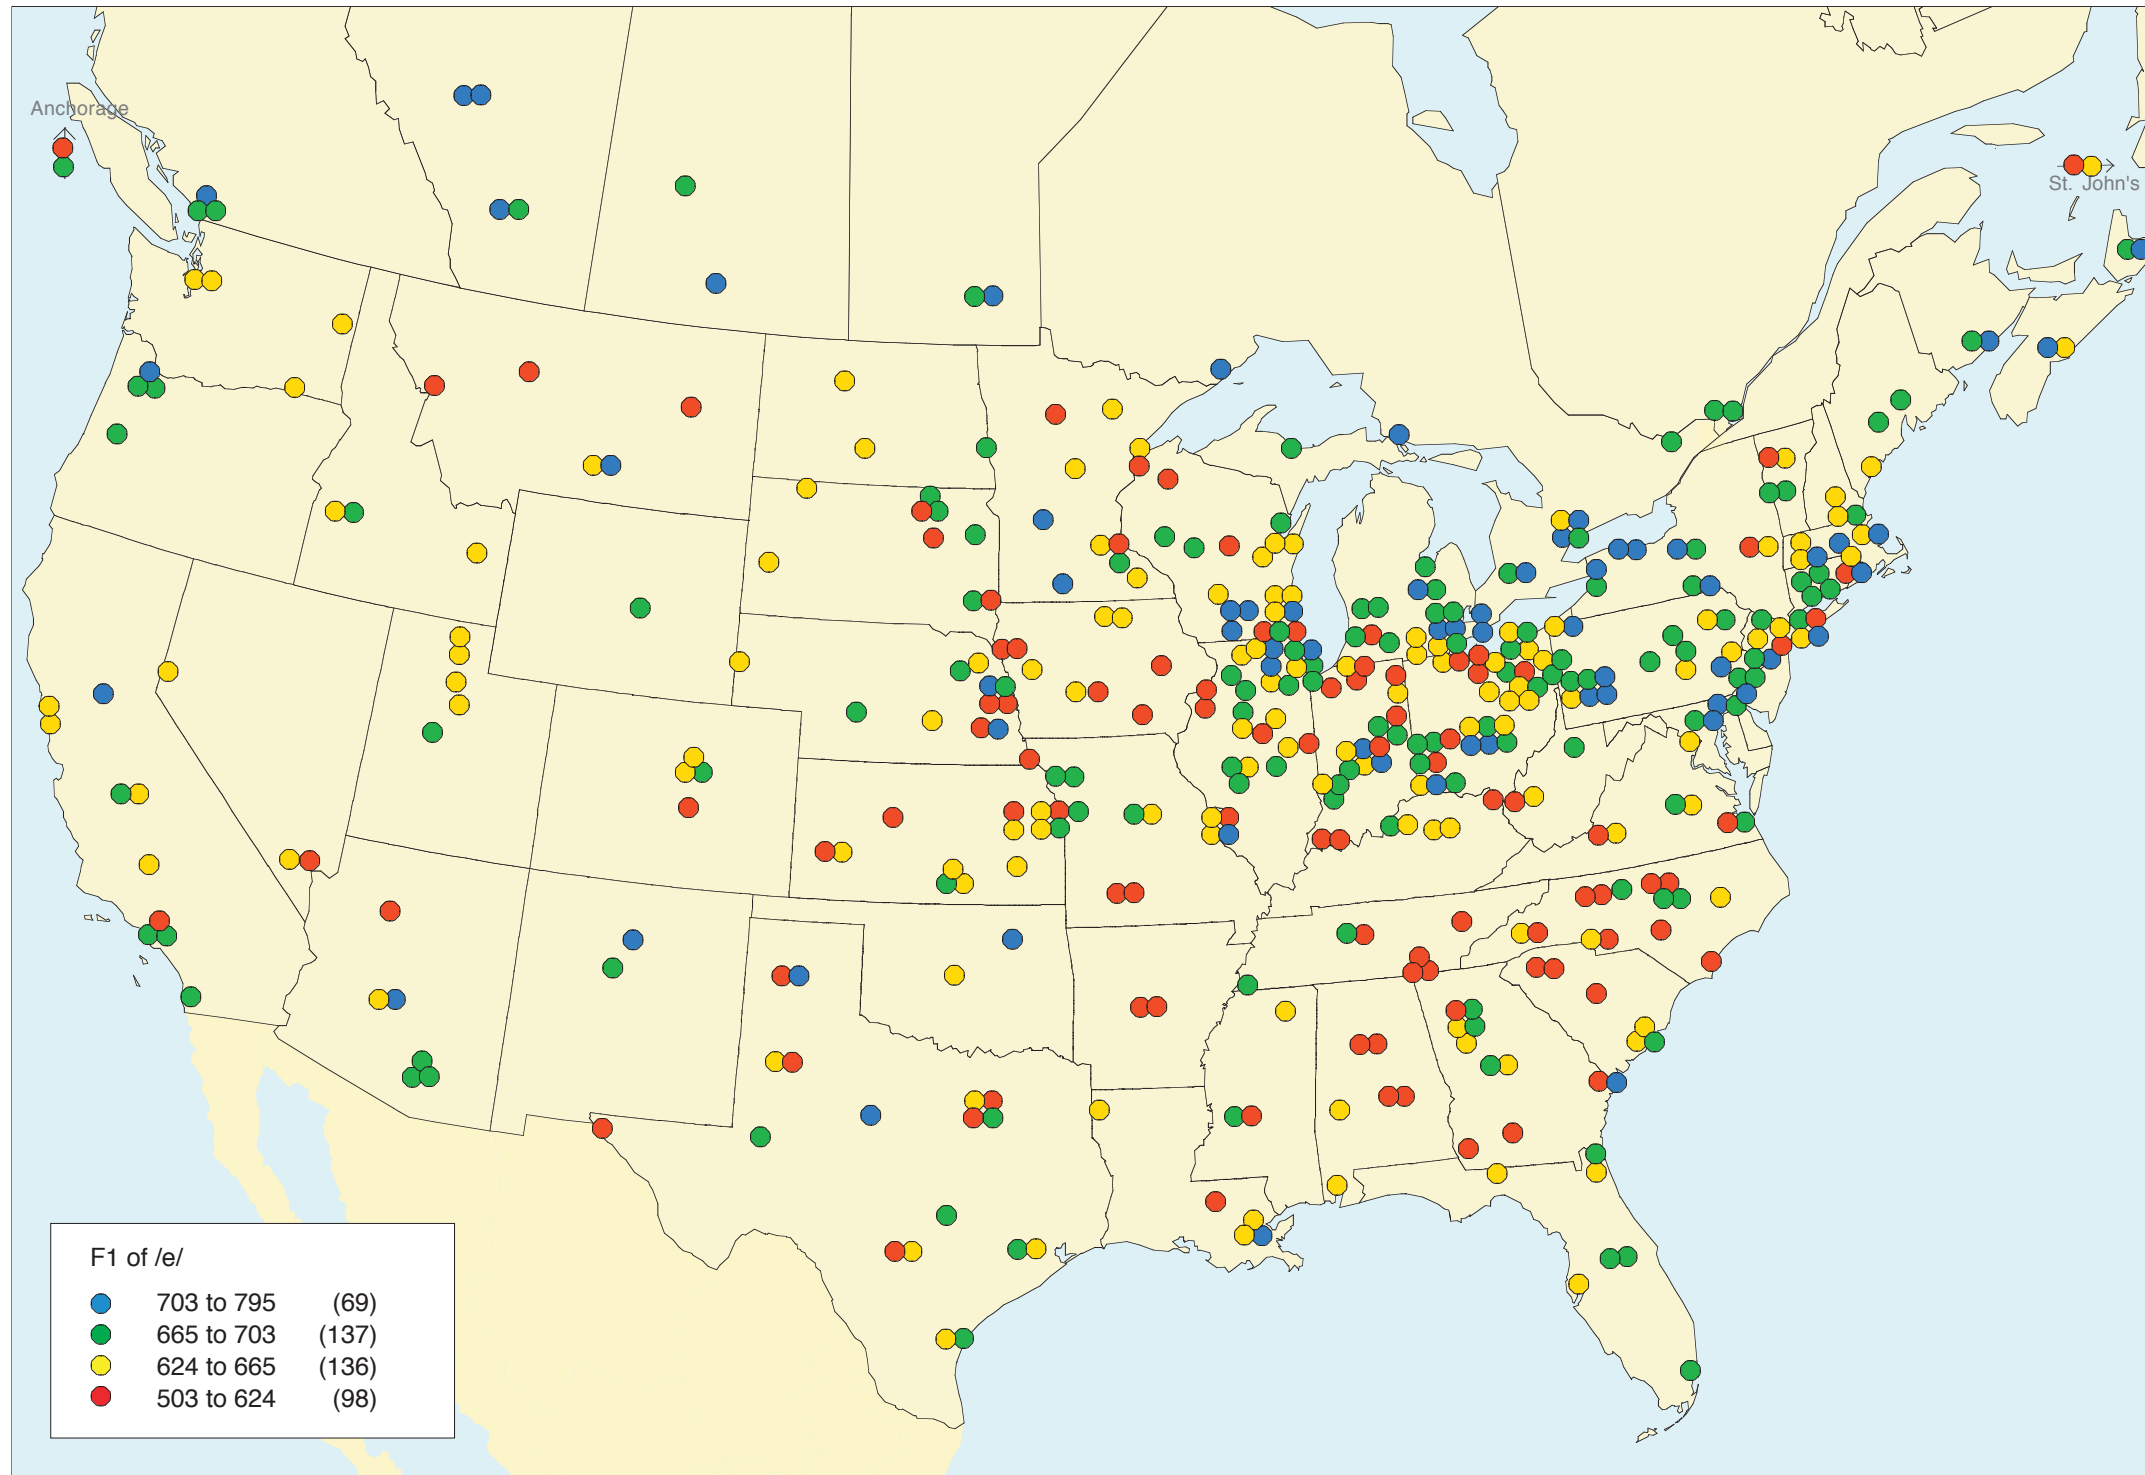 Anchorage
St. John's
F1 of /e/
703 to 795 (69)
665 to 703 (137)
624 to 665 (136)
503 to 624 (98)